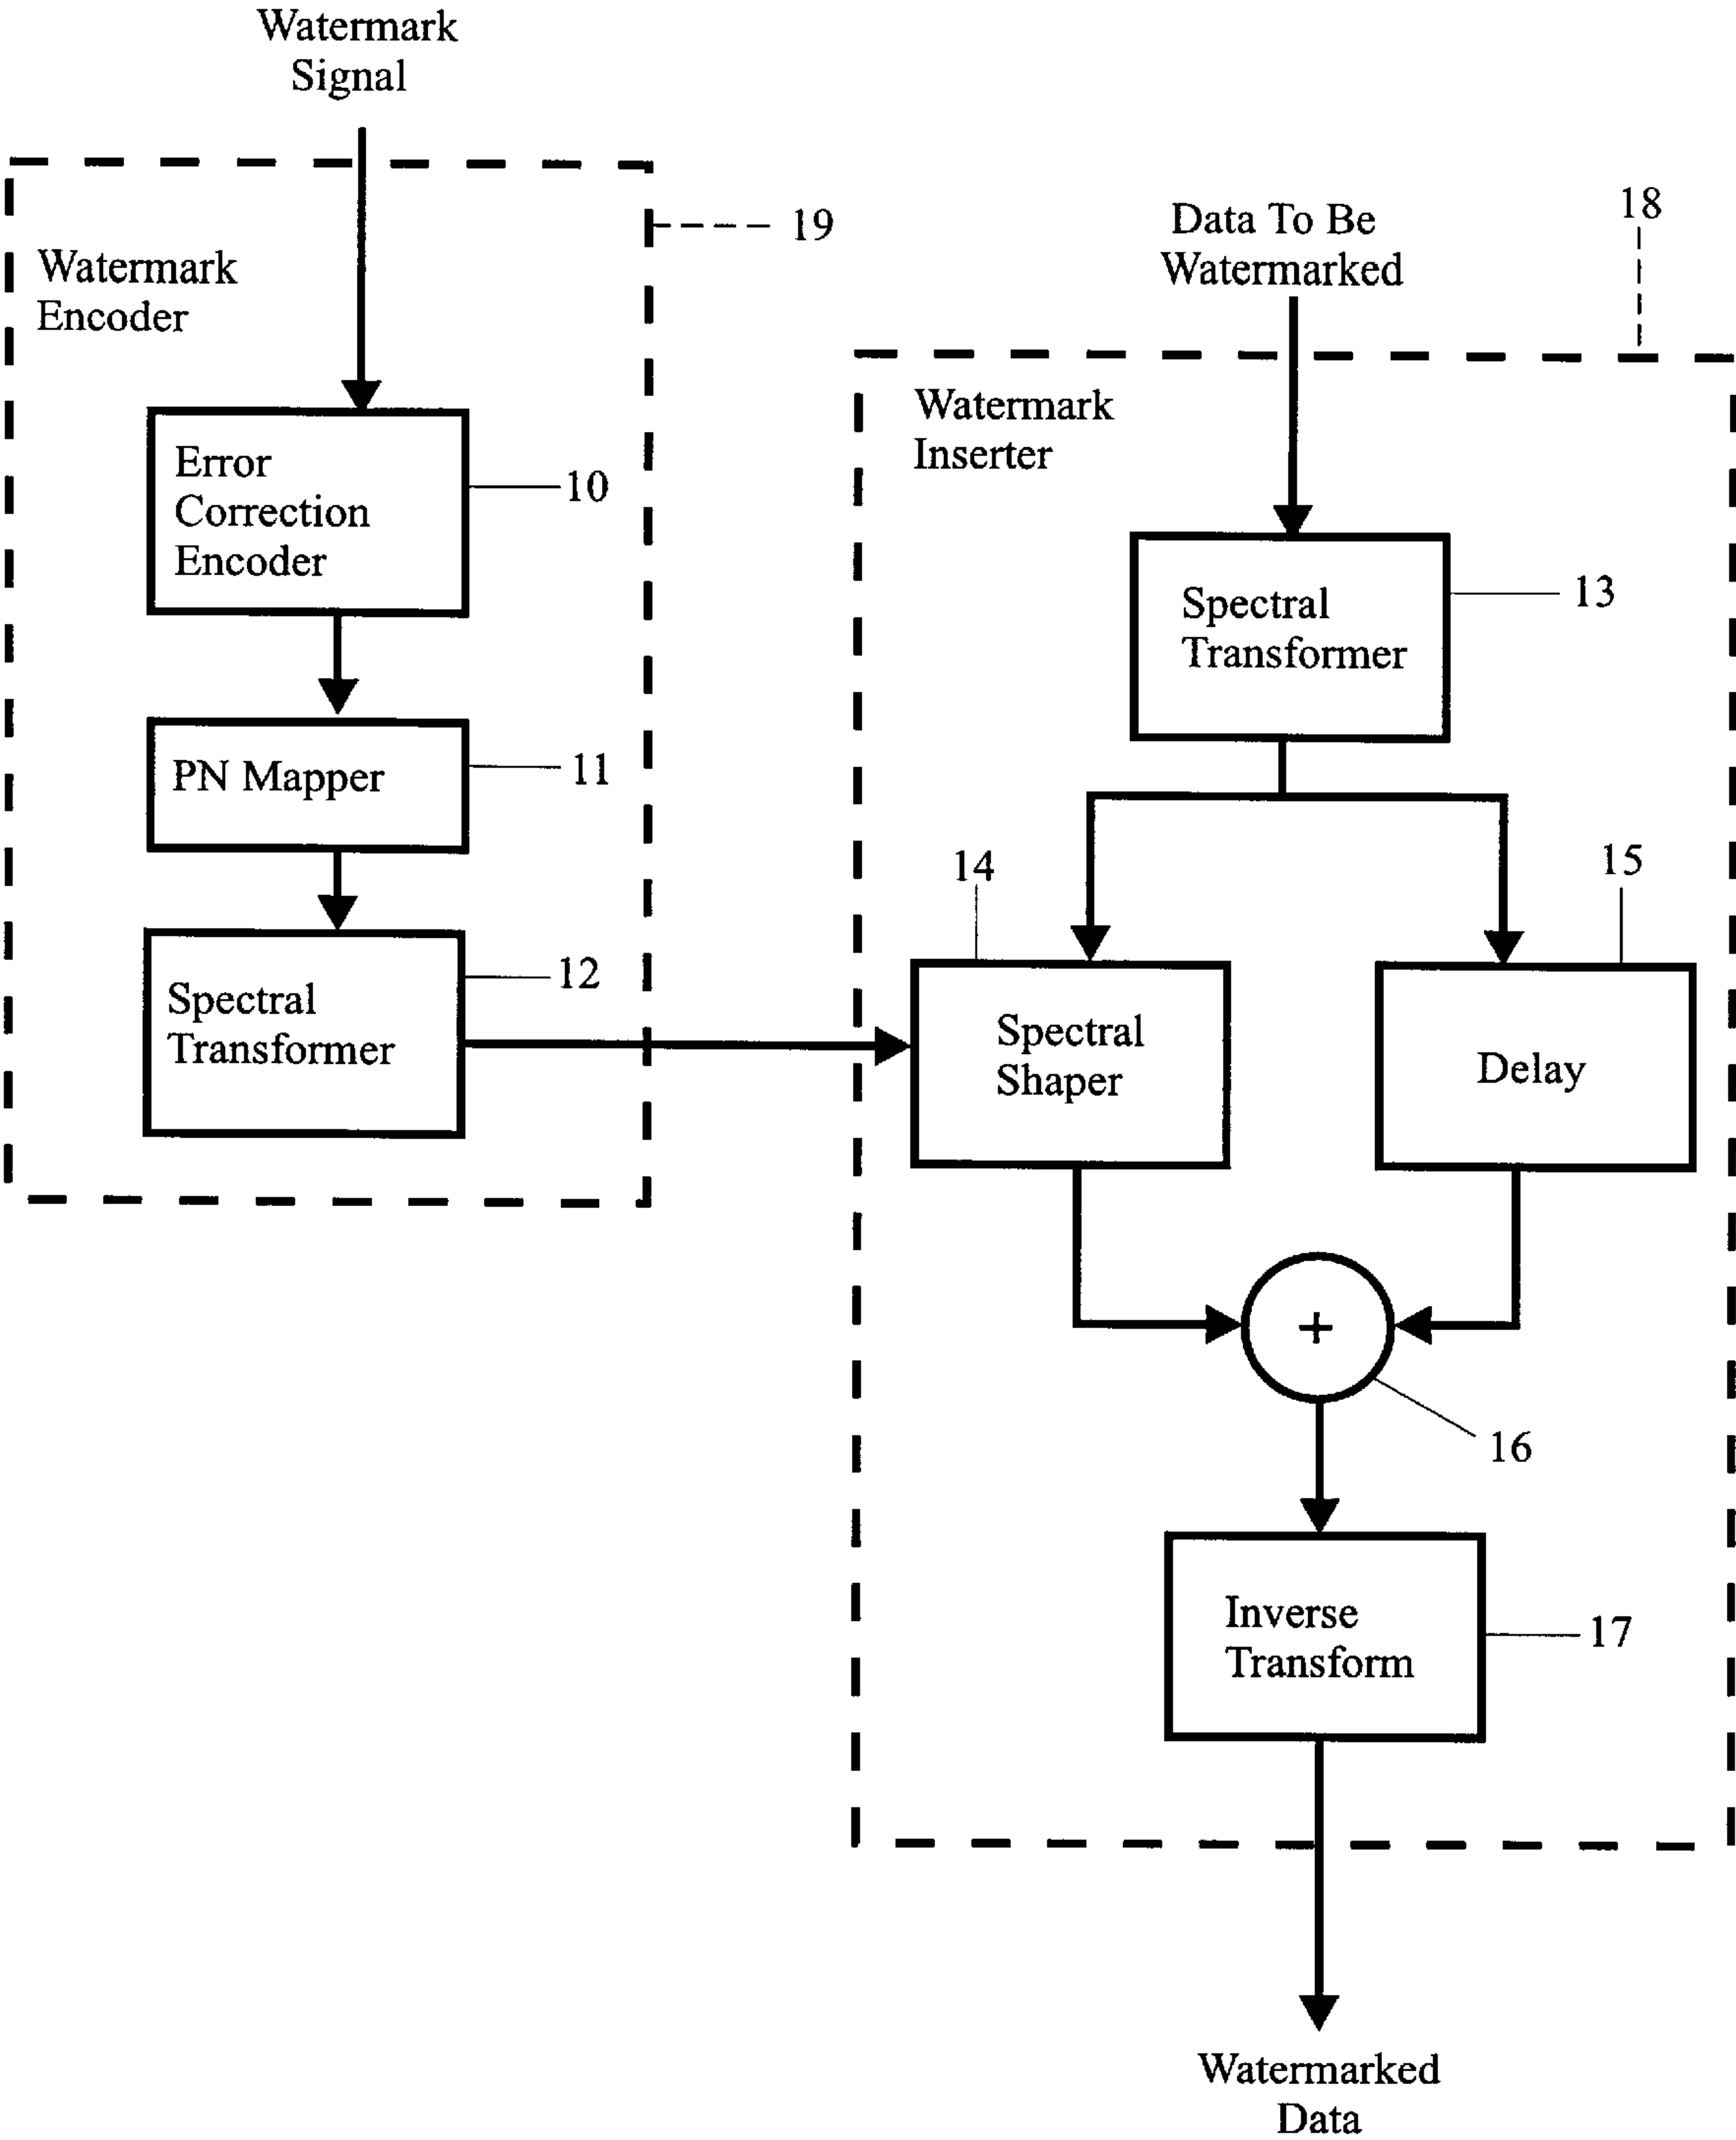 Watermark
Signal
19
Watermark
Encoder
Error
Correction
Encoder
10
PN Mapper
11
Spectral
Transformer
12
Data To Be
Watermarked
18
Watermark
Inserter
Spectral
Transformer
13
14
15
Spectral
Shaper
Delay
+
16
Inverse
Transform
17
Watermarked
Data